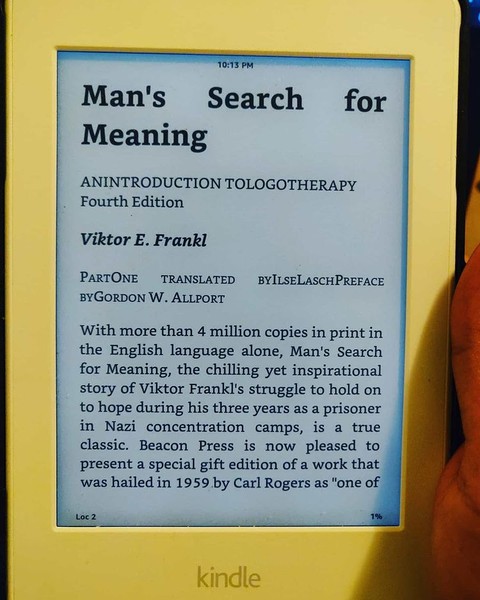 10:13 PM
Man's Search for
Meaning
ANINTRODUCTION TOLOGOTHERAPY
Fourth Edition
Viktor E. Frankl
PARTONE TRANSLATED BYILSELASCHPREFACE
BYGORDON W. ALLPORT
With more than 4 million copies in print in
the English language alone, Man's Search
for Meaning, the chilling yet inspirational
story of Viktor Frankl's struggle to hold on
to hope during his three years as a prisoner
in Nazi concentration camps, is a true
classic. Beacon Press is now pleased to
present a special gift edition of a work that
was hailed in 1959 by Carl Rogers as "one of
Loc 2 1%
kindle